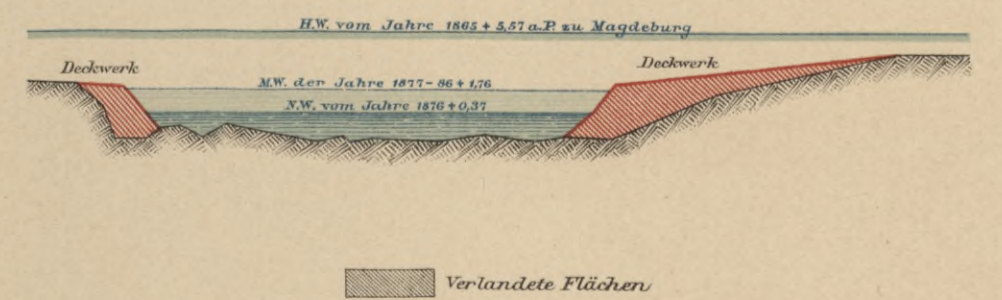 H.W. vom Jahre 1865 + 5,57 a.P. zu Magdeburg
Deckwerk
Deckwerk
M.W. der Jahre 1877-86 + 1,76
N.W. vom Jahre 1876 + 0,37
Verlandete Flächen